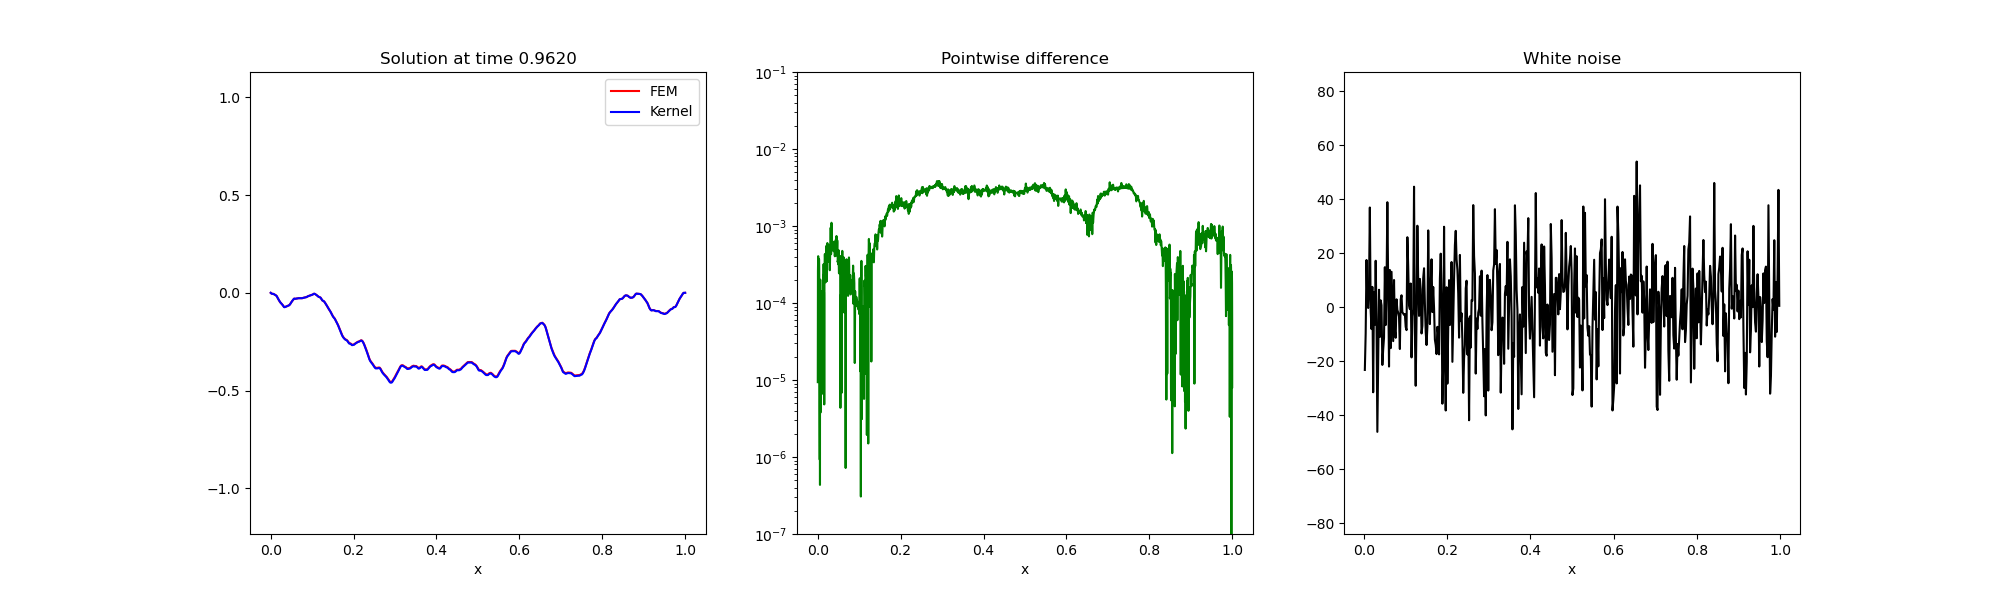 Solution at time 0.9620
FEM
Kernel
1.0
0.5
0.0
−0.5
−1.0
0.0 0.2 0.4 0.6 0.8 1.0
x
Pointwise difference
10⁻¹
10⁻²
10⁻³
10⁻⁴
10⁻⁵
10⁻⁶
10⁻⁷
0.0 0.2 0.4 0.6 0.8 1.0
x
White noise
80
60
40
20
0
−20
−40
−60
−80
0.0 0.2 0.4 0.6 0.8 1.0
x